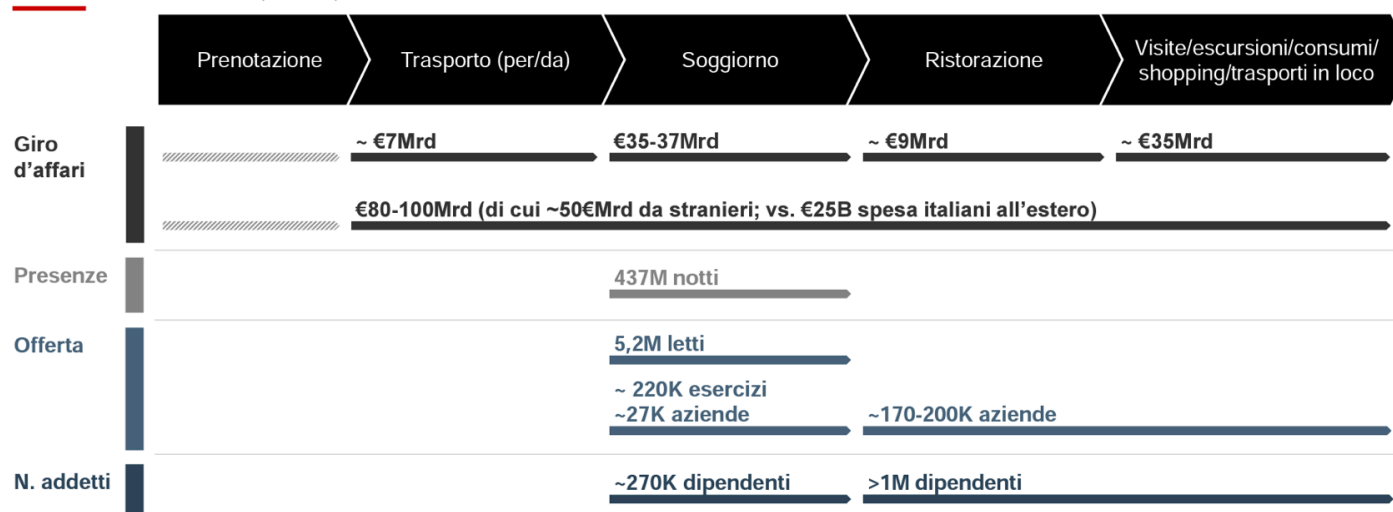 Prenotazione
Trasporto (per/da)
Soggiorno
Ristorazione
Visite/escursioni/consumi/
shopping/trasporti in loco
Giro
d’affari
~ €7Mrd
€35-37Mrd
~ €9Mrd
~ €35Mrd
€80-100Mrd (di cui ~50€Mrd da stranieri; vs. €25B spesa italiani all’estero)
Presenze
437M notti
Offerta
5,2M letti
~ 220K esercizi
~27K aziende
~170-200K aziende
N. addetti
~270K dipendenti
>1M dipendenti